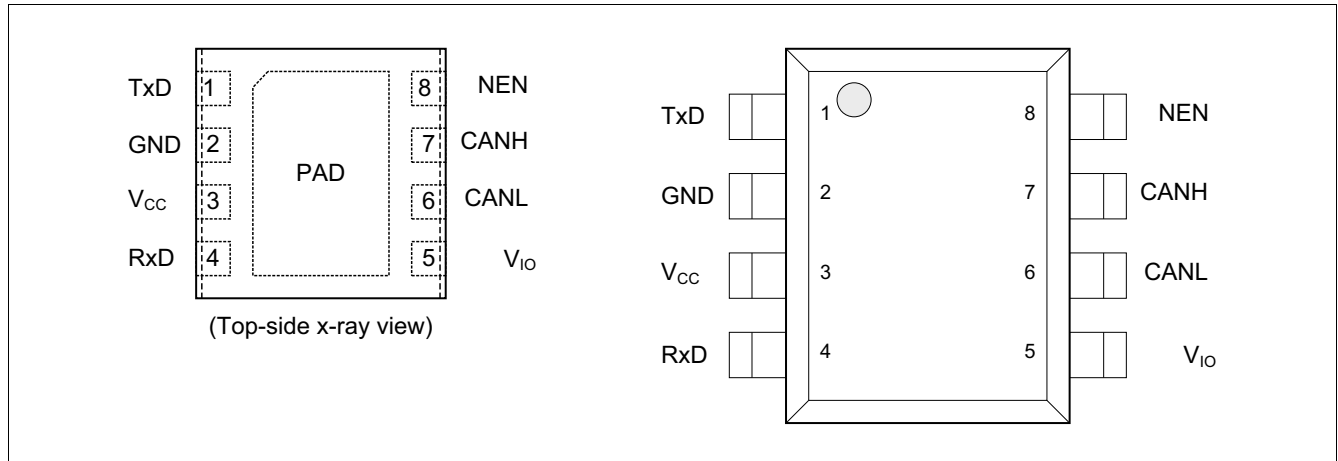 TxD 1 8 NEN
GND 2 7 CANH
PAD
V_CC 3 6 CANL
RxD 4 5 V_IO
(Top-side x-ray view)
TxD 1 8 NEN
GND 2 7 CANH
V_CC 3 6 CANL
RxD 4 5 V_IO